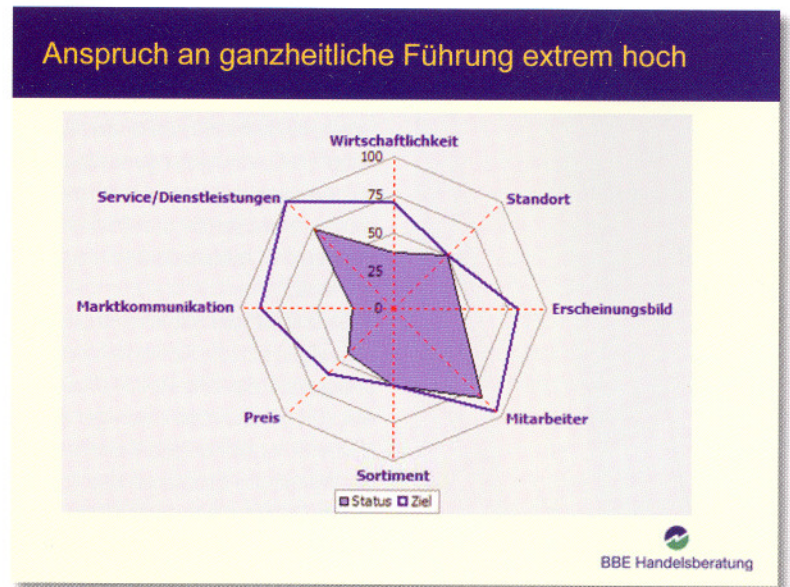 Anspruch an ganzheitliche Führung extrem hoch
Wirtschaftlichkeit
100
Service/Dienstleistungen
Standort
75
50
25
Marktkommunikation
0
Erscheinungsbild
Preis
Mitarbeiter
Sortiment
Status Ziel
BBE Handelsberatung